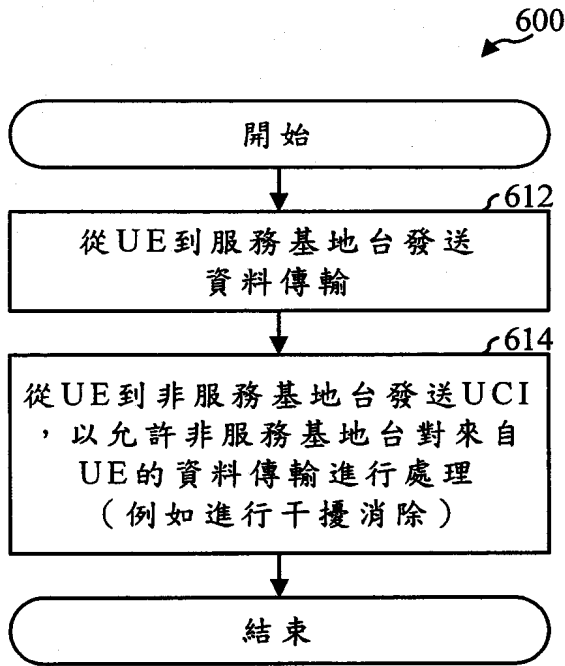 600
開始
612
從UE到服務基地台發送
資料傳輸
614
從UE到非服務基地台發送UCI
，以允許非服務基地台對來自
UE的資料傳輸進行處理
（例如進行干擾消除）
結束